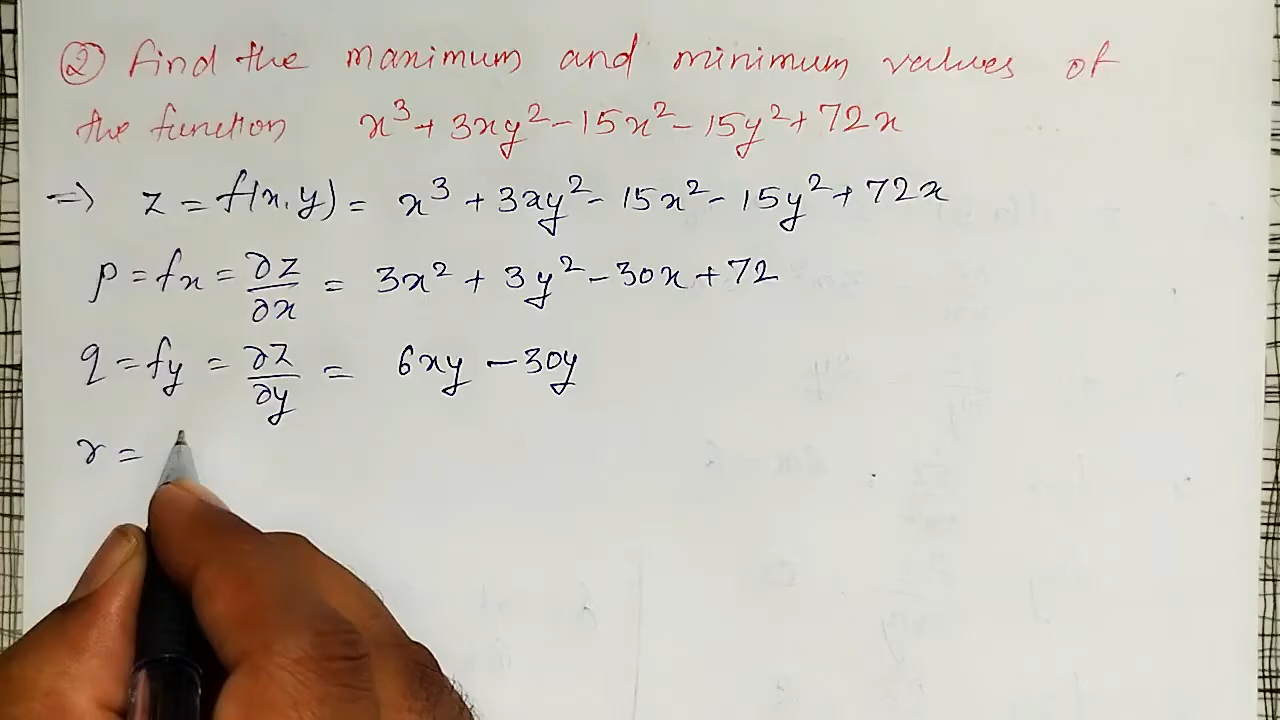 ② Find the maximum and minimum values of
the function x³ + 3xy² - 15x² - 15y² + 72x
=> z = f(x, y) = x³ + 3xy² - 15x² - 15y² + 72x
p = fx = ∂z/∂x = 3x² + 3y² - 30x + 72
q = fy = ∂z/∂y = 6xy - 30y
r =